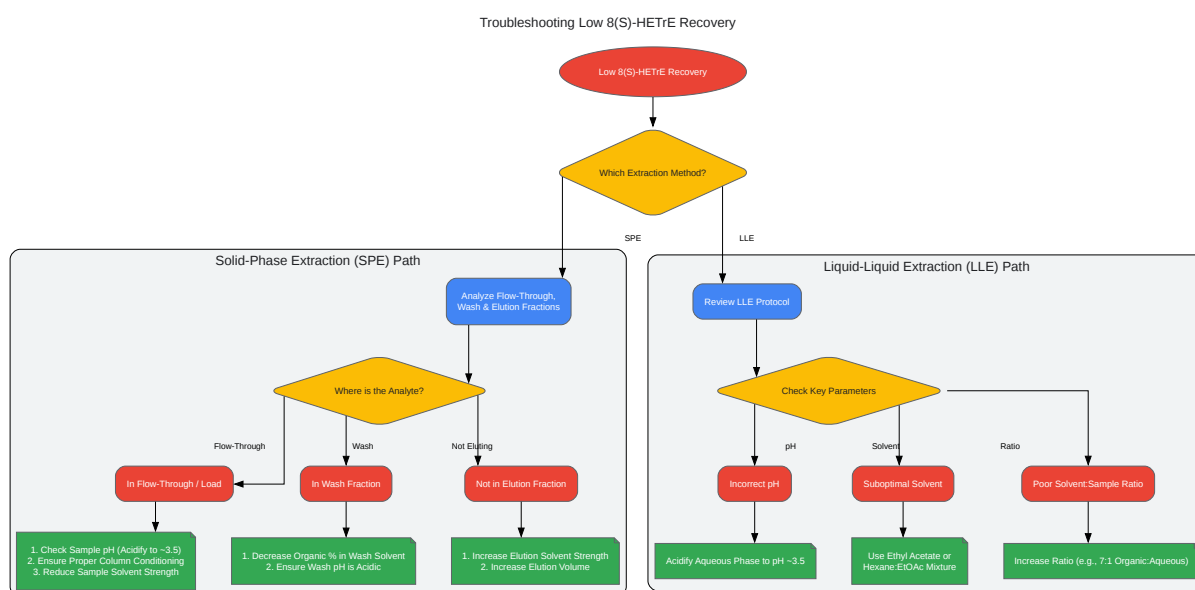 Troubleshooting Low 8(S)-HETrE Recovery
Low 8(S)-HETrE Recovery
Which Extraction Method?
SPE
LLE
Solid-Phase Extraction (SPE) Path
Analyze Flow-Through,
Wash & Elution Fractions
Where is the Analyte?
Flow-Through
Wash
Not Eluting
In Flow-Through / Load
In Wash Fraction
Not in Elution Fraction
1. Check Sample pH (Acidify to ~3.5)
2. Ensure Proper Column Conditioning
3. Reduce Sample Solvent Strength
1. Decrease Organic % in Wash Solvent
2. Ensure Wash pH is Acidic
1. Increase Elution Solvent Strength
2. Increase Elution Volume
Liquid-Liquid Extraction (LLE) Path
Review LLE Protocol
Check Key Parameters
pH
Solvent
Ratio
Incorrect pH
Suboptimal Solvent
Poor Solvent:Sample Ratio
Acidify Aqueous Phase to pH ~3.5
Use Ethyl Acetate or
Hexane:EtOAc Mixture
Increase Ratio (e.g., 7:1 Organic:Aqueous)